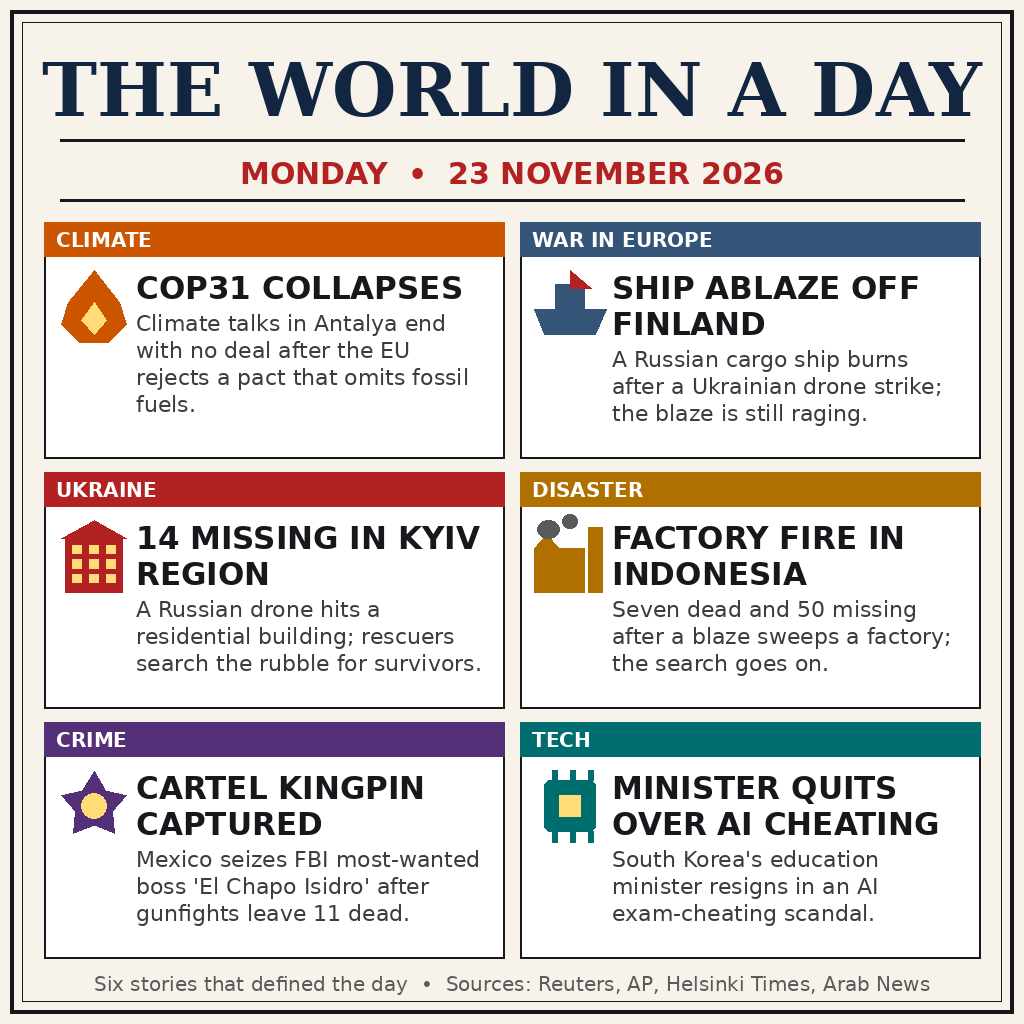 THE WORLD IN A DAY
MONDAY • 23 NOVEMBER 2026
CLIMATE
COP31 COLLAPSES
Climate talks in Antalya end
with no deal after the EU
rejects a pact that omits fossil
fuels.
WAR IN EUROPE
SHIP ABLAZE OFF
FINLAND
A Russian cargo ship burns
after a Ukrainian drone strike;
the blaze is still raging.
UKRAINE
14 MISSING IN KYIV
REGION
A Russian drone hits a
residential building; rescuers
search the rubble for survivors.
DISASTER
FACTORY FIRE IN
INDONESIA
Seven dead and 50 missing
after a blaze sweeps a factory;
the search goes on.
CRIME
CARTEL KINGPIN
CAPTURED
Mexico seizes FBI most-wanted
boss 'El Chapo Isidro' after
gunfights leave 11 dead.
TECH
MINISTER QUITS
OVER AI CHEATING
South Korea's education
minister resigns in an AI
exam-cheating scandal.
Six stories that defined the day • Sources: Reuters, AP, Helsinki Times, Arab News